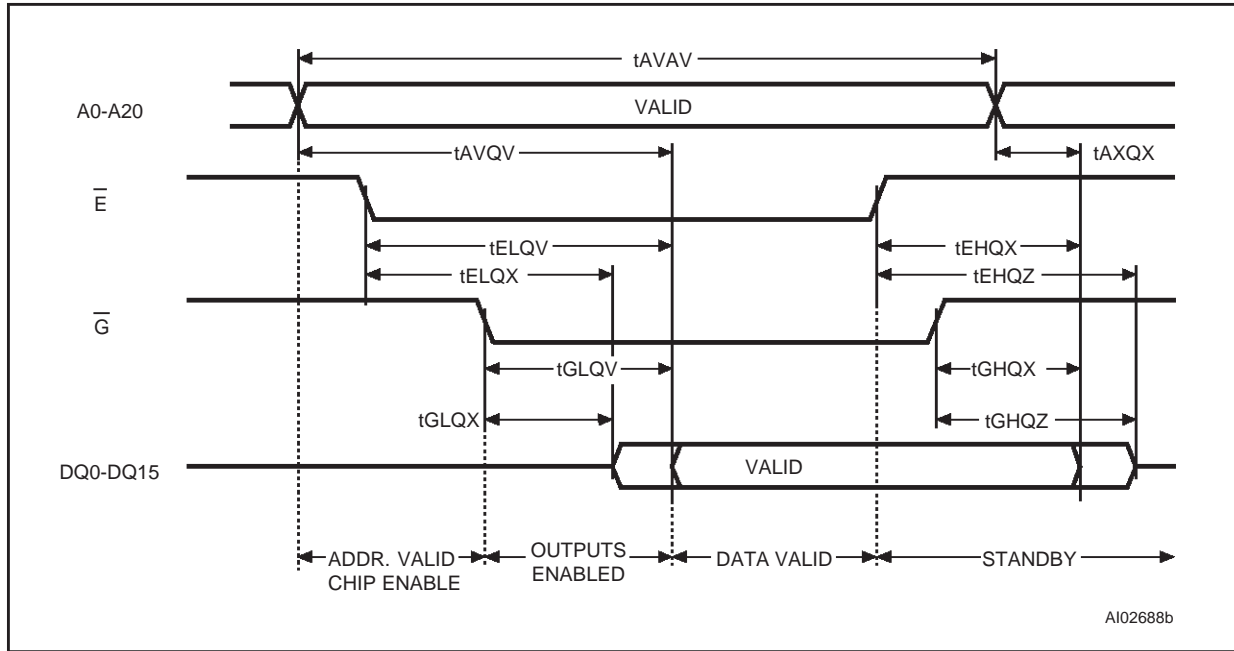 tAVAV
A0-A20
VALID
tAVQV
tAXQX
E
tELQV
tEHQX
tELQX
tEHQZ
G
tGLQV
tGHQX
tGLQX
tGHQZ
DQ0-DQ15
VALID
ADDR. VALID
CHIP ENABLE
OUTPUTS
ENABLED
DATA VALID
STANDBY
AI02688b